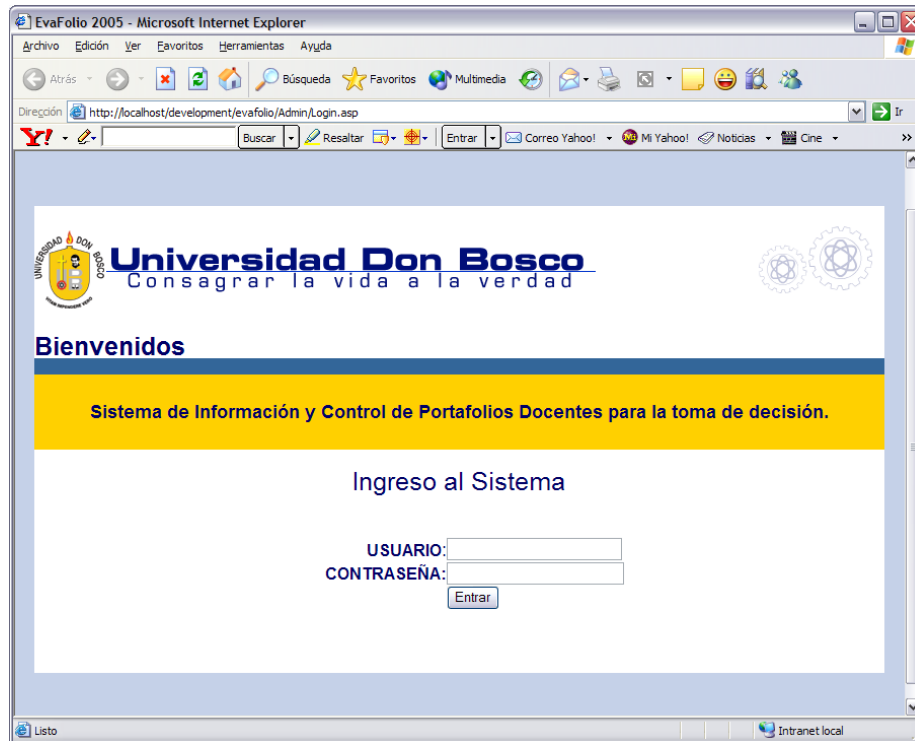 EvaFolio 2005 - Microsoft Internet Explorer
Archivo Edición Ver Favoritos Herramientas Ayuda
Atrás Búsqueda Favoritos Multimedia
Dirección http://localhost/development/evafolio/Admin/Login.asp Ir
Y! Buscar Resaltar Entrar Correo Yahoo! Mi Yahoo! Noticias Cine »
UNIVERSIDAD DON BOSCO
Universidad Don Bosco
Consagrar la vida a la verdad
Bienvenidos
Sistema de Información y Control de Portafolios Docentes para la toma de decisión.
Ingreso al Sistema
USUARIO:
CONTRASEÑA:
Entrar
Listo Intranet local